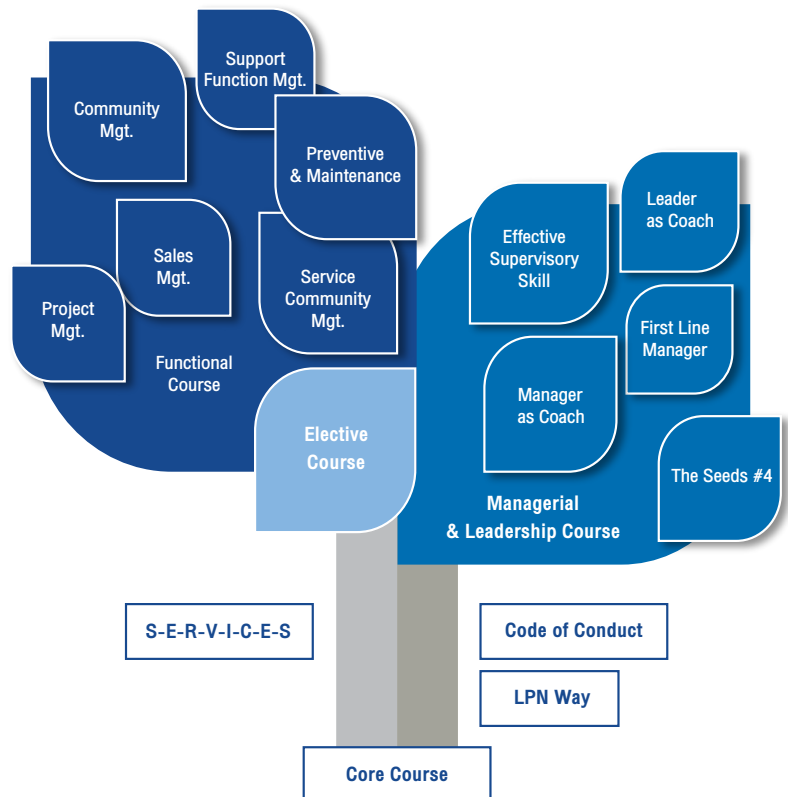 Support
Function Mgt.
Community
Mgt.
Preventive
& Maintenance
Sales
Mgt.
Service
Community
Mgt.
Project
Mgt.
Functional
Course
Elective
Course
Leader
as Coach
Effective
Supervisory
Skill
First Line
Manager
Manager
as Coach
The Seeds #4
Managerial
& Leadership Course
S-E-R-V-I-C-E-S
Code of Conduct
LPN Way
Core Course